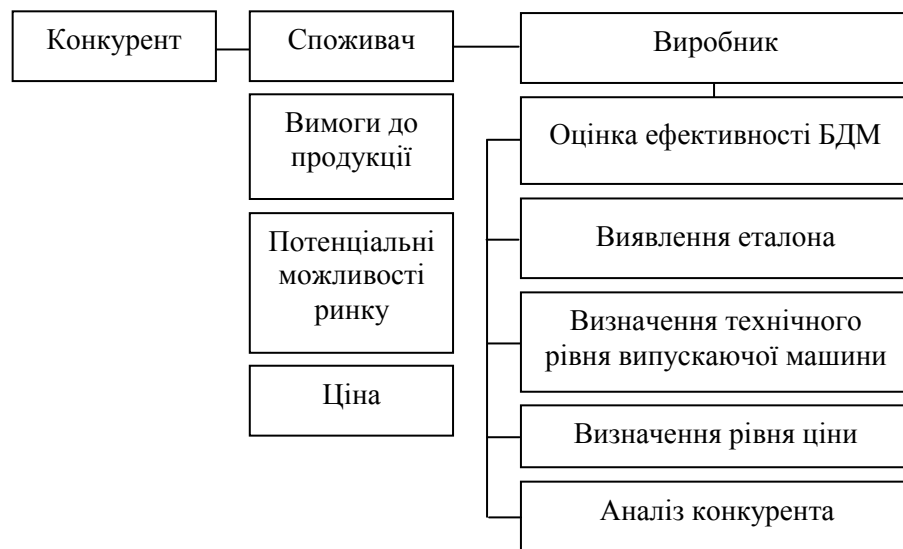 Конкурент
Споживач
Виробник
Вимоги до
продукції
Потенціальні
можливості
ринку
Ціна
Оцінка ефективності БДМ
Виявлення еталона
Визначення технічного
рівня випускаючої машини
Визначення рівня ціни
Аналіз конкурента